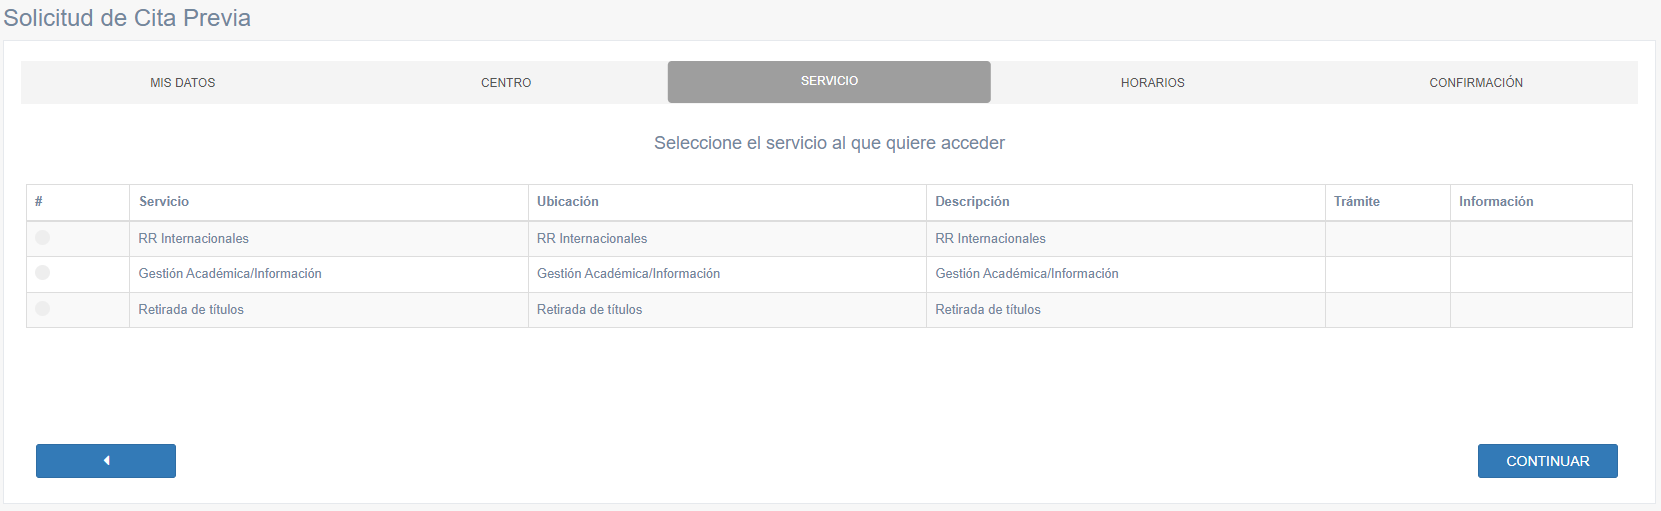 Solicitud de Cita Previa
MIS DATOS CENTRO SERVICIO HORARIOS CONFIRMACIÓN
Seleccione el servicio al que quiere acceder
# Servicio Ubicación Descripción Trámite Información
RR Internacionales RR Internacionales RR Internacionales
Gestión Académica/Información Gestión Académica/Información Gestión Académica/Información
Retirada de títulos Retirada de títulos Retirada de títulos
CONTINUAR